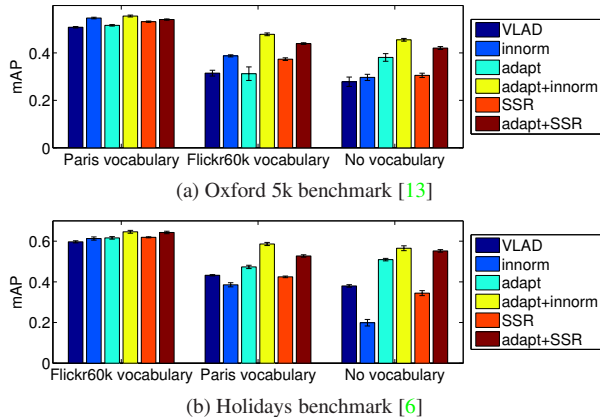 mAP
0.4
0.2
0
Paris vocabulary Flickr60k vocabulary No vocabulary
VLAD
innorm
adapt
adapt+innorm
SSR
adapt+SSR
(a) Oxford 5k benchmark [13]
mAP
0.6
0.4
0.2
0
Flickr60k vocabulary Paris vocabulary No vocabulary
VLAD
innorm
adapt
adapt+innorm
SSR
adapt+SSR
(b) Holidays benchmark [6]